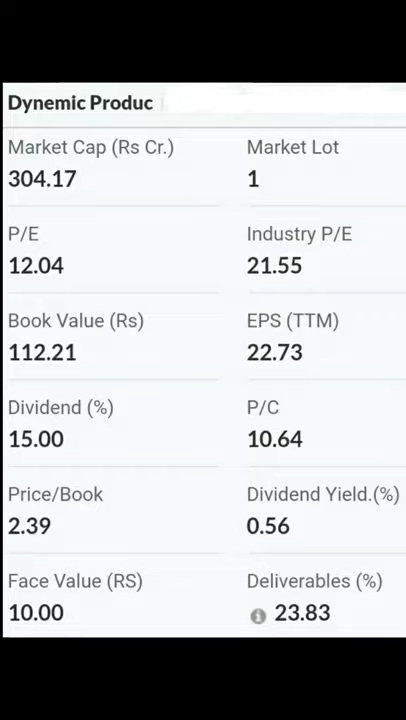 Dynemic Produc
Market Cap (Rs Cr.) Market Lot
304.17 1
P/E Industry P/E
12.04 21.55
Book Value (Rs) EPS (TTM)
112.21 22.73
Dividend (%) P/C
15.00 10.64
Price/Book Dividend Yield.(%)
2.39 0.56
Face Value (RS) Deliverables (%)
10.00 23.83